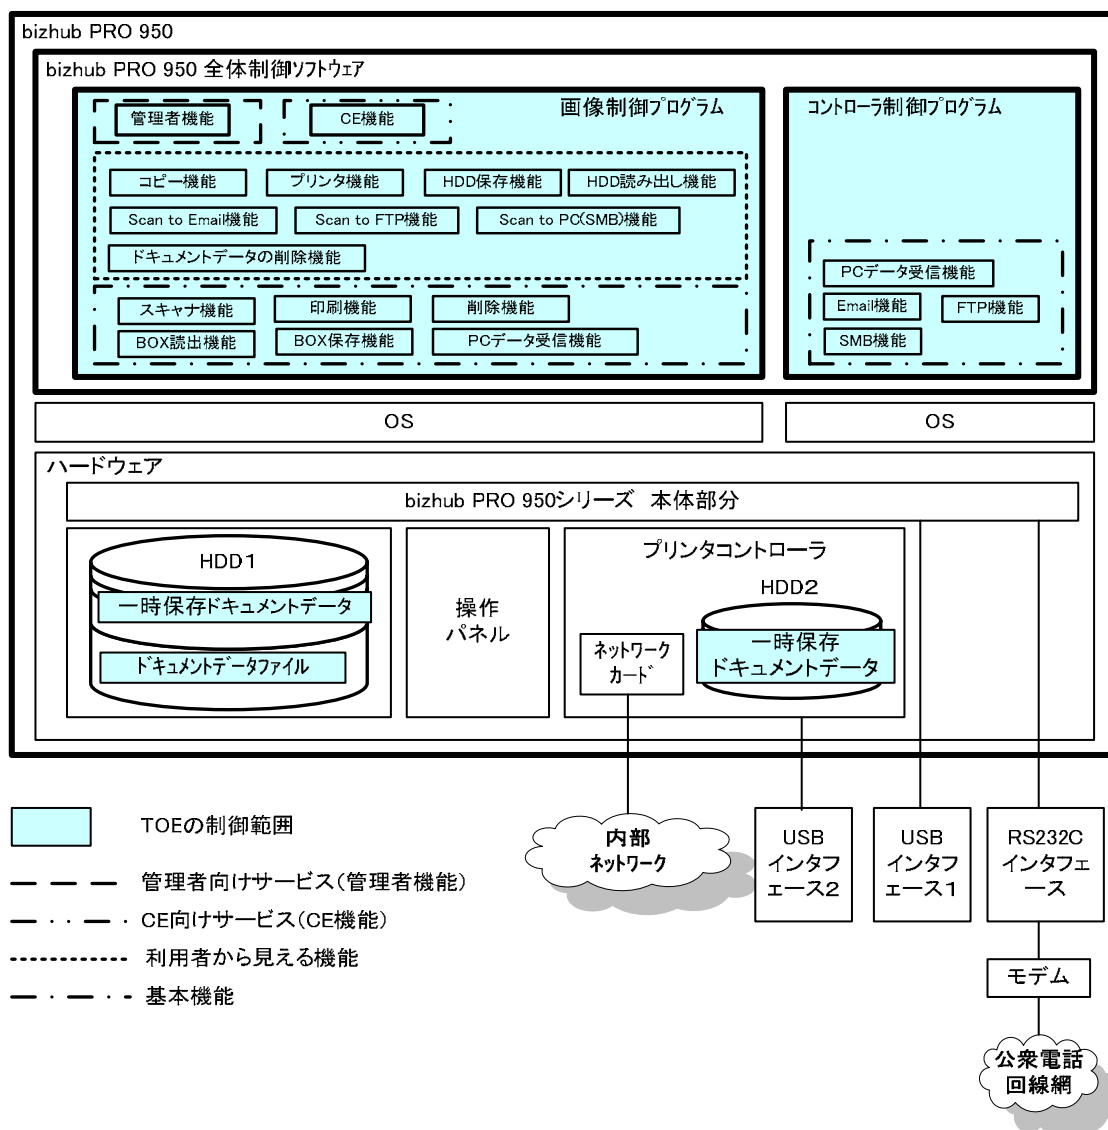 bizhub PRO 950
bizhub PRO 950 全体制御ソフトウェア
画像制御プログラム
管理者機能
CE機能
コピー機能
プリンタ機能
HDD保存機能
HDD読み出し機能
Scan to Email機能
Scan to FTP機能
Scan to PC(SMB)機能
ドキュメントデータの削除機能
スキャナ機能
印刷機能
削除機能
BOX読出機能
BOX保存機能
PCデータ受信機能
コントローラ制御プログラム
PCデータ受信機能
Email機能
FTP機能
SMB機能
OS
OS
ハードウェア
bizhub PRO 950シリーズ 本体部分
HDD1
一時保存ドキュメントデータ
ドキュメントデータファイル
操作
パネル
プリンタコントローラ
HDD2
一時保存
ドキュメントデータ
ネットワーク
カード
内部
ネットワーク
USB
インタフ
ェース2
USB
インタフ
ェース1
RS232C
インタフェ
ース
モデム
公衆電話
回線網
TOEの制御範囲
管理者向けサービス(管理者機能)
CE向けサービス(CE機能)
利用者から見える機能
基本機能